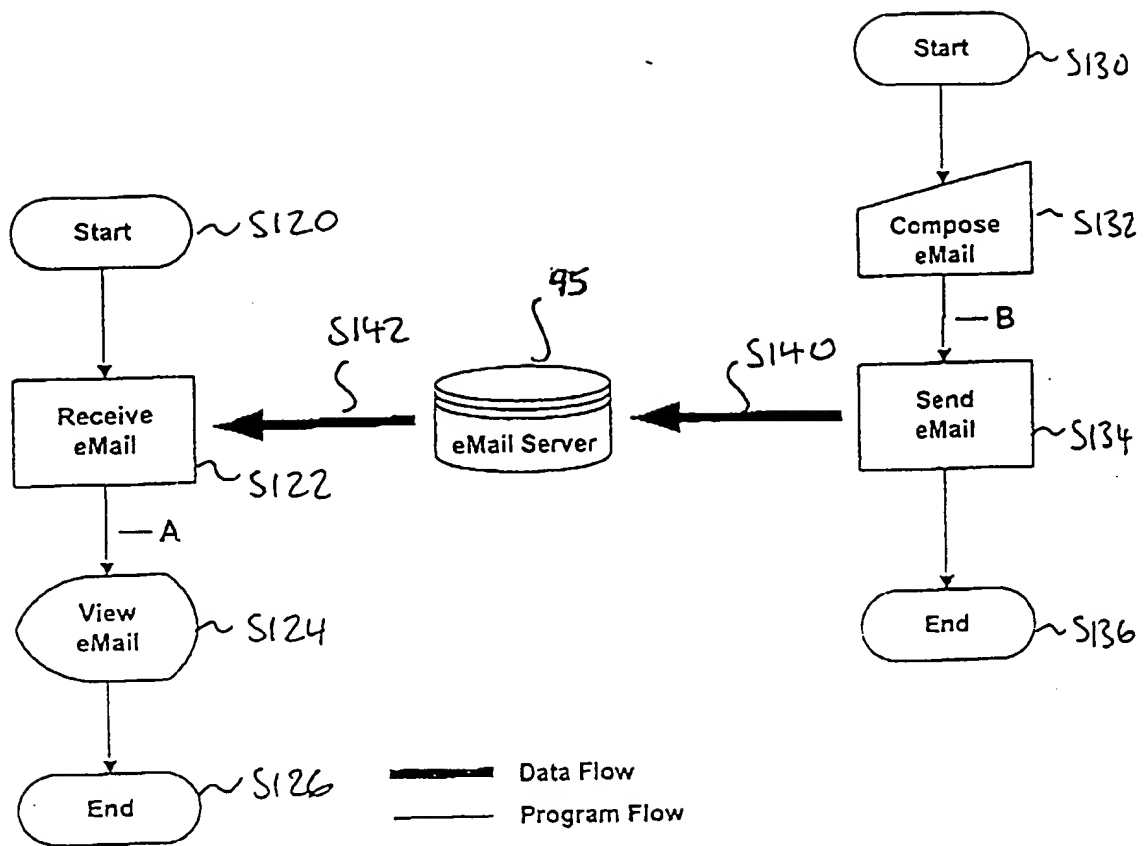 Start
S130
Compose
eMail
S132
B
Send
eMail
S134
End
S136
S140
95
eMail Server
S142
Start
S120
Receive
eMail
S122
A
View
eMail
S124
End
S126
Data Flow
Program Flow